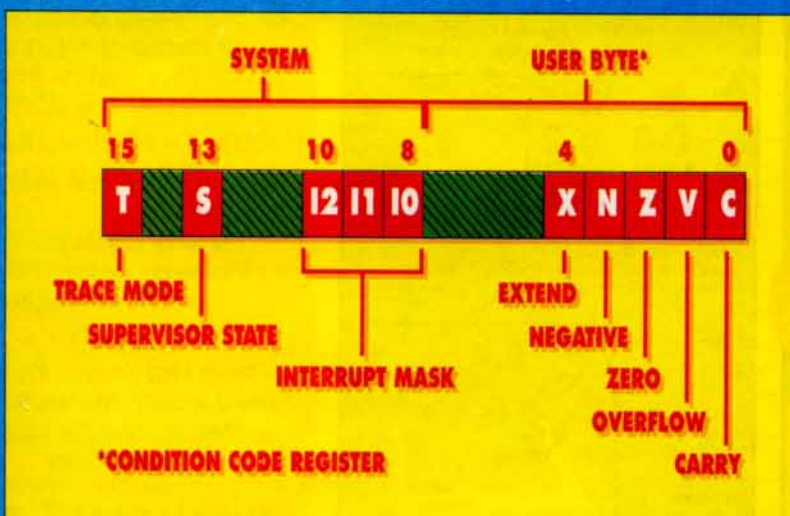 SYSTEM USER BYTE*
15 13 10 8 4 0
T S I2 I1 I0 X N Z V C
TRACE MODE EXTEND
SUPERVISOR STATE NEGATIVE
INTERRUPT MASK ZERO
OVERFLOW
*CONDITION CODE REGISTER CARRY